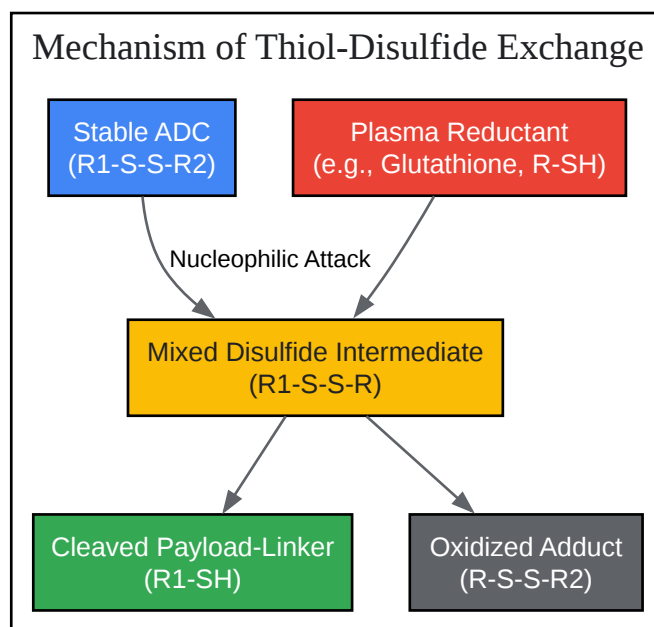 Mechanism of Thiol-Disulfide Exchange
Stable ADC
(R1-S-S-R2)
Plasma Reductant
(e.g., Glutathione, R-SH)
Nucleophilic Attack
Mixed Disulfide Intermediate
(R1-S-S-R)
Cleaved Payload-Linker
(R1-SH)
Oxidized Adduct
(R-S-S-R2)